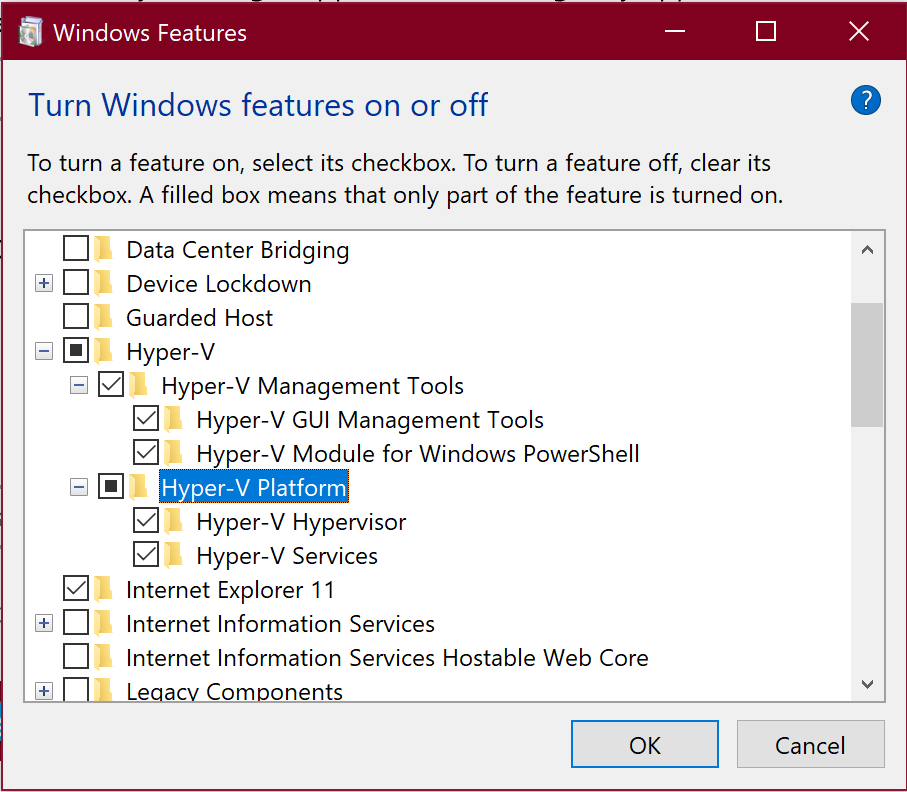 Windows Features
Turn Windows features on or off
?
To turn a feature on, select its checkbox. To turn a feature off, clear its
checkbox. A filled box means that only part of the feature is turned on.
Data Center Bridging
Device Lockdown
Guarded Host
Hyper-V
Hyper-V Management Tools
Hyper-V GUI Management Tools
Hyper-V Module for Windows PowerShell
Hyper-V Platform
Hyper-V Hypervisor
Hyper-V Services
Internet Explorer 11
Internet Information Services
Internet Information Services Hostable Web Core
Legacy Components
OK
Cancel